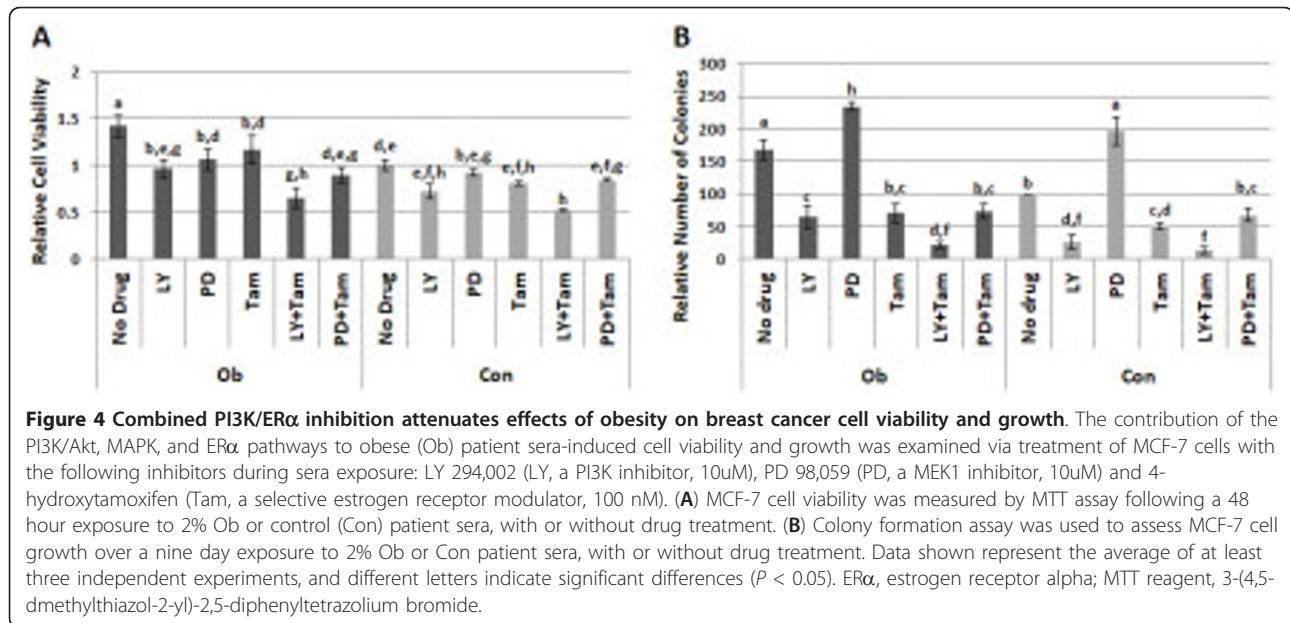 A
B
Relative Cell Viability
2
1.5
1
0.5
0
a
b,e,g
b,d
b,d
g,h
d,e,g
d,e
e,f,h
b,e,g
e,f,h
h
e,f,g
No Drug
LY
PD
Tam
LY+Tam
PD+Tam
No Drug
LY
PD
Tam
LY+Tam
PD+Tam
Ob
Con
Relative Number of Colonies
300
250
200
150
100
50
0
a
c
h
b,c
d,f
b,c
b
d,f
a
c,d
f
b,c
No drug
LY
PD
Tam
LY+Tam
PD+Tam
No drug
LY
PD
Tam
LY+Tam
PD+Tam
Ob
Con
Figure 4 Combined PI3K/ERα inhibition attenuates effects of obesity on breast cancer cell viability and growth. The contribution of the
PI3K/Akt, MAPK, and ERα pathways to obese (Ob) patient sera-induced cell viability and growth was examined via treatment of MCF-7 cells with
the following inhibitors during sera exposure: LY 294,002 (LY, a PI3K inhibitor, 10uM), PD 98,059 (PD, a MEK1 inhibitor, 10uM) and 4-
hydroxytamoxifen (Tam, a selective estrogen receptor modulator, 100 nM). (A) MCF-7 cell viability was measured by MTT assay following a 48
hour exposure to 2% Ob or control (Con) patient sera, with or without drug treatment. (B) Colony formation assay was used to assess MCF-7 cell
growth over a nine day exposure to 2% Ob or Con patient sera, with or without drug treatment. Data shown represent the average of at least
three independent experiments, and different letters indicate significant differences (P < 0.05). ERα, estrogen receptor alpha; MTT reagent, 3-(4,5-
dmethylthiazol-2-yl)-2,5-diphenyltetrazolium bromide.